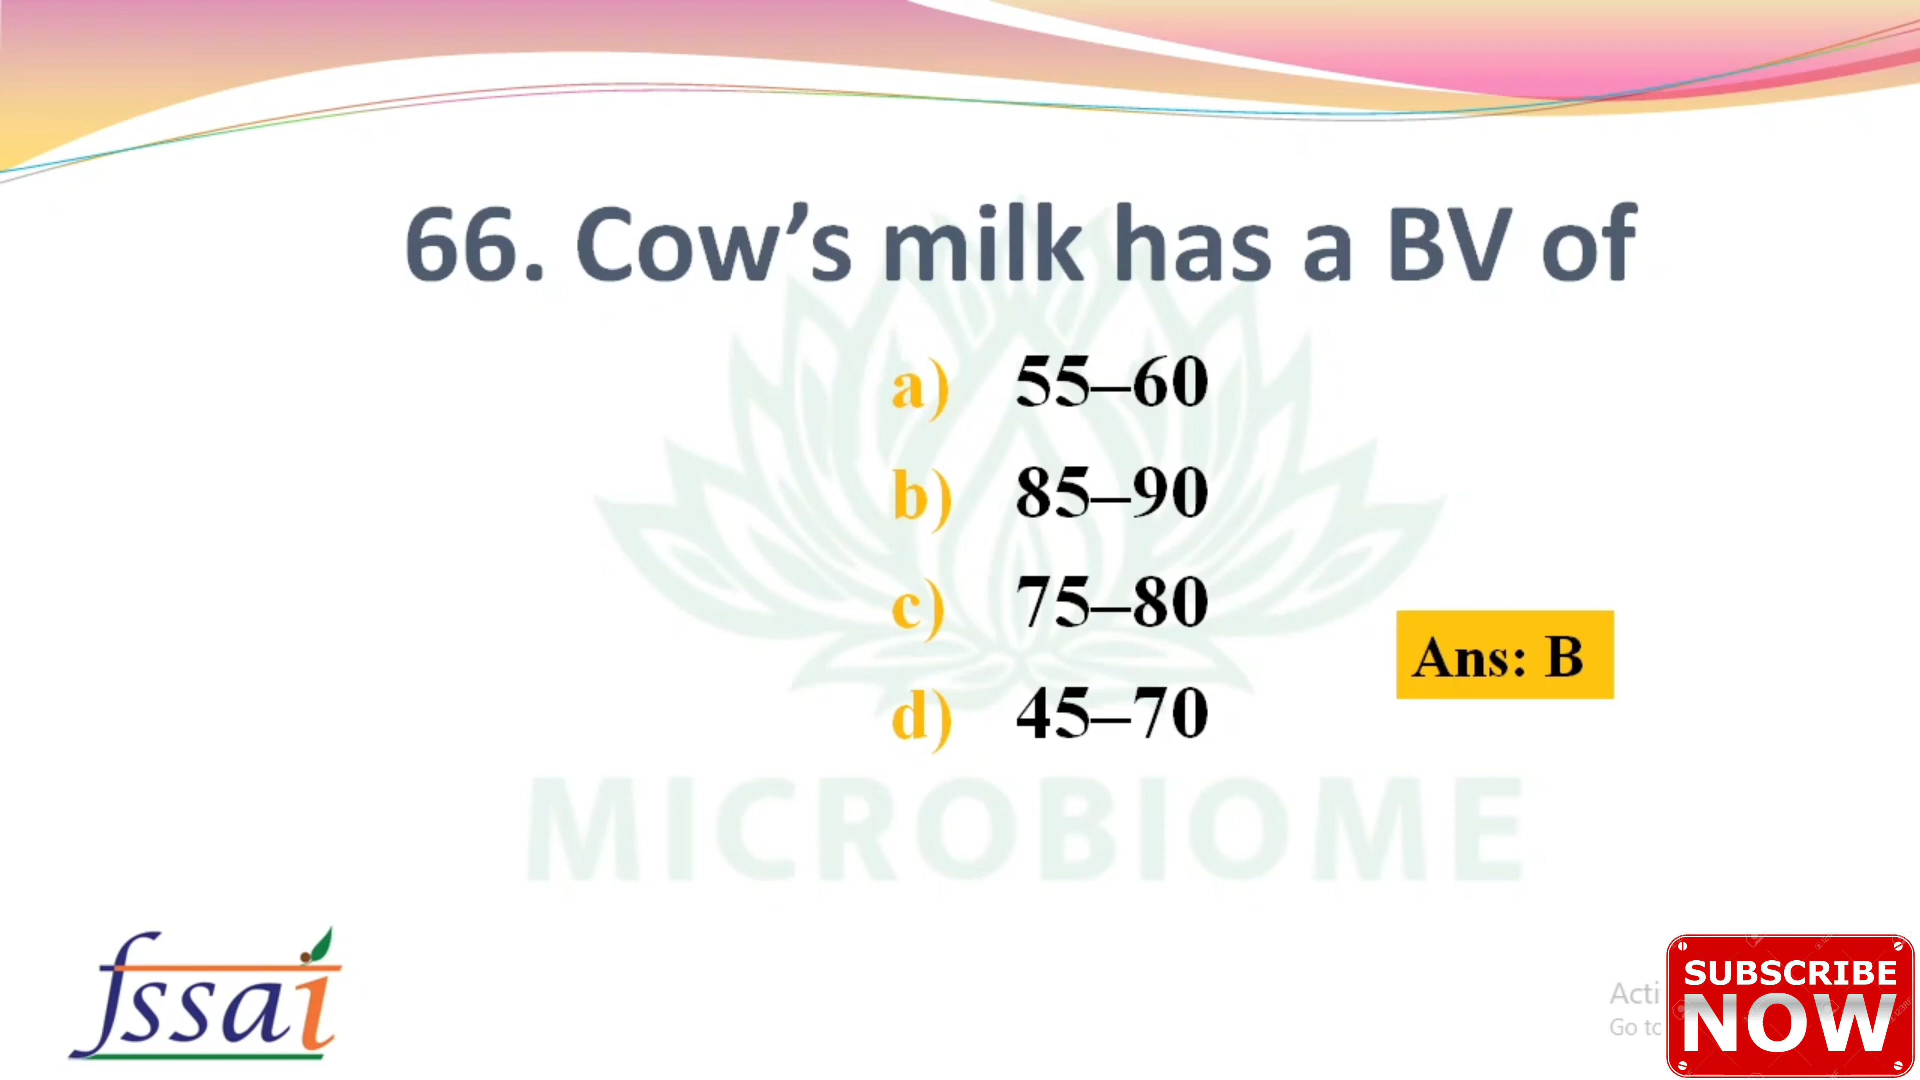 66. Cow’s milk has a BV of
a) 55–60
b) 85–90
c) 75–80
Ans: B
d) 45–70
MICROBIOME
fssai
Acti
Go to
SUBSCRIBE
NOW